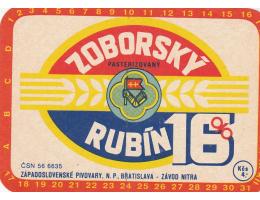 1 2 3 4 5 6 7 8 9 10 11 12 13 14 15 16
ZOBORSKÝ
PASTERIZOVANÝ
RUBÍN 16%
A B C D
ČSN 56 6635
Kčs
4,-
ZÁPADOSLOVENSKÉ PIVOVARY, N. P., BRATISLAVA - ZÁVOD NITRA
17 18 19 20 21 22 23 24 25 26 27 28 29 30 31